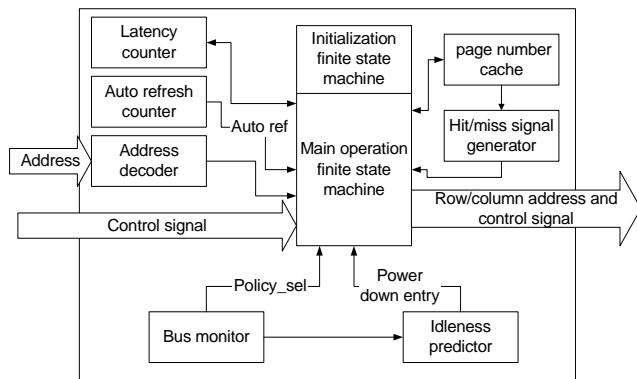 Latency
counter
Initialization
finite state
machine
page number
cache
Auto refresh
counter
Auto ref
Hit/miss signal
generator
Main operation
finite state
machine
Address
Address
decoder
Row/column address and
control signal
Control signal
Policy_sel
Power
down entry
Bus monitor
Idleness
predictor